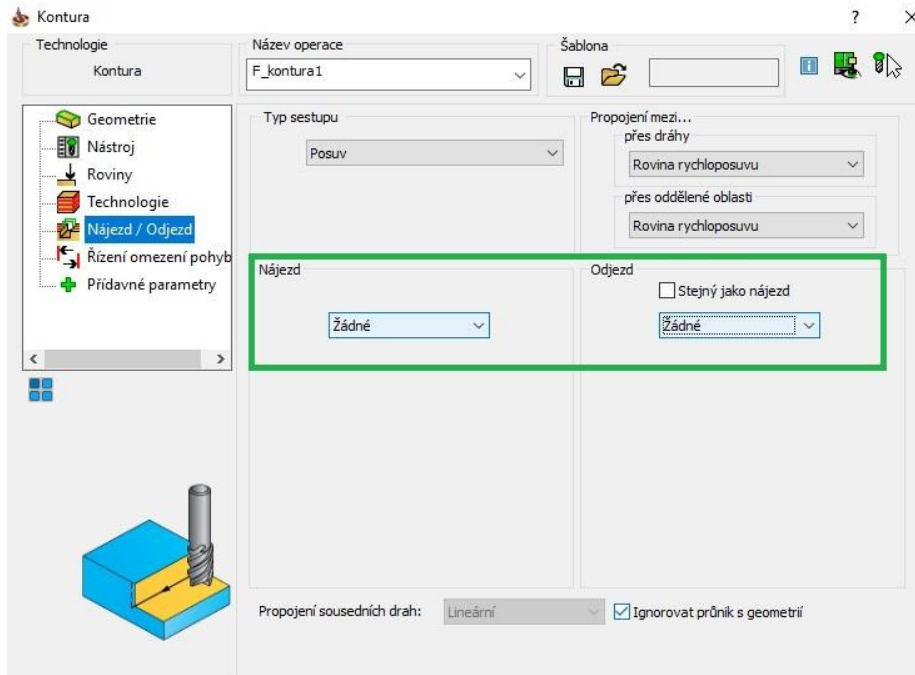 Kontura
?
Technologie
Kontura
Název operace
F_kontura1
Šablona
Geometrie
Nástroj
Roviny
Technologie
Nájezd / Odjezd
Řízení omezení pohyb
Přídavné parametry
Typ sestupu
Posuv
Propojení mezi...
přes dráhy
Rovina rychloposuvu
přes oddělené oblasti
Rovina rychloposuvu
Nájezd
Žádné
Odjezd
Stejný jako nájezd
Žádné
Propojení sousedních drah:
Lineární
Ignorovat průnik s geometrií